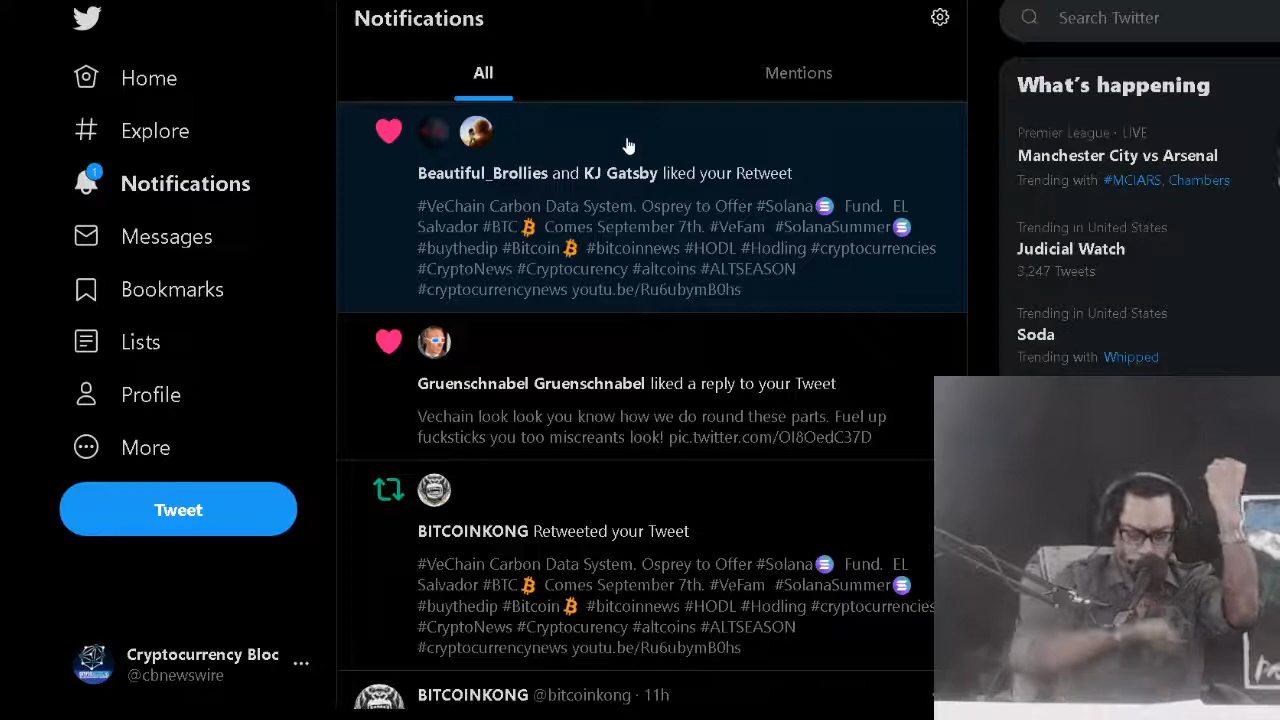 Home
Explore
1
Notifications
Messages
Bookmarks
Lists
Profile
More
Tweet
Cryptocurrency Bloc
@cbnewswire
Notifications
All
Mentions
Beautiful_Brollies and KJ Gatsby liked your Retweet
#VeChain Carbon Data System. Osprey to Offer #Solana Fund. EL
Salvador #BTC Comes September 7th. #VeFam #SolanaSummer
#buythedip #Bitcoin #bitcoinnews #HODL #Hodling #cryptocurrencies
#CryptoNews #Cryptocurency #altcoins #ALTSEASON
#cryptocurrencynews youtu.be/Ru6ubymB0hs
Gruenschnabel Gruenschnabel liked a reply to your Tweet
Vechain look look you know how we do round these parts. Fuel up
fucksticks you too miscreants look! pic.twitter.com/OI8OedC37D
BITCOINKONG Retweeted your Tweet
#VeChain Carbon Data System. Osprey to Offer #Solana Fund. EL
Salvador #BTC Comes September 7th. #VeFam #SolanaSummer
#buythedip #Bitcoin #bitcoinnews #HODL #Hodling #cryptocurrencies
#CryptoNews #Cryptocurency #altcoins #ALTSEASON
#cryptocurrencynews youtu.be/Ru6ubymB0hs
BITCOINKONG @bitcoinkong · 11h
Search Twitter
What's happening
Premier League · LIVE
Manchester City vs Arsenal
Trending with #MCIARS, Chambers
Trending in United States
Judicial Watch
3,247 Tweets
Trending in United States
Soda
Trending with Whipped